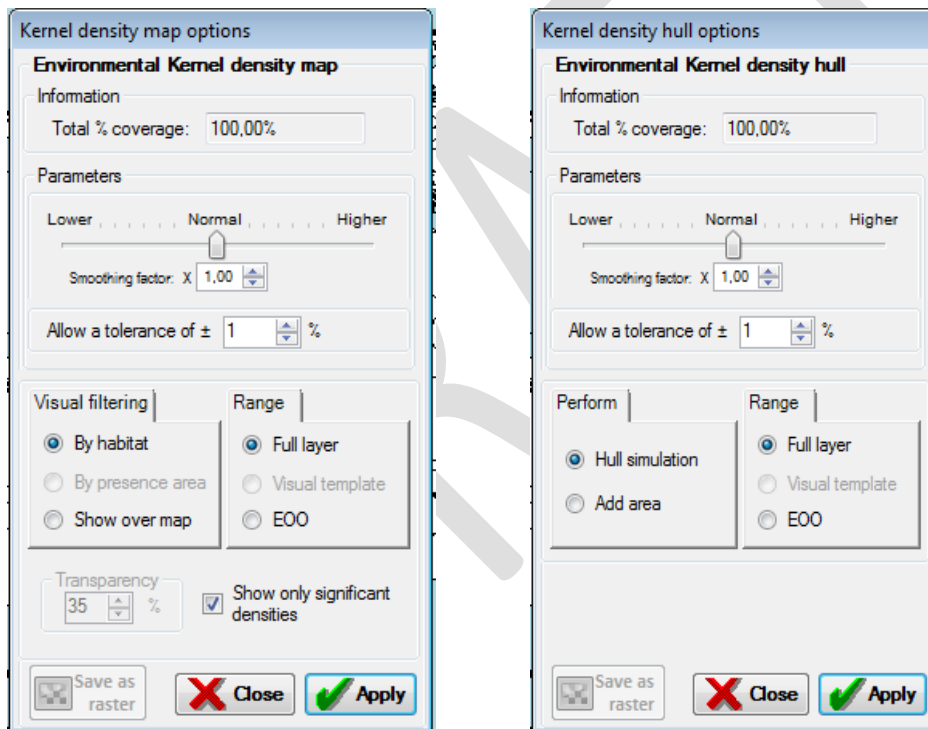 Kernel density map options
Environmental Kernel density map
Information
Total % coverage: 100,00%
Parameters
Lower Normal Higher
Smoothing factor: X 1,00
Allow a tolerance of ± 1 %
Visual filtering Range
By habitat Full layer
By presence area Visual template
Show over map EOO
Transparency
35 % Show only significant
densities
Save as
raster Close Apply
Kernel density hull options
Environmental Kernel density hull
Information
Total % coverage: 100,00%
Parameters
Lower Normal Higher
Smoothing factor: X 1,00
Allow a tolerance of ± 1 %
Perform Range
Hull simulation Full layer
Visual template
Add area EOO
Save as
raster Close Apply